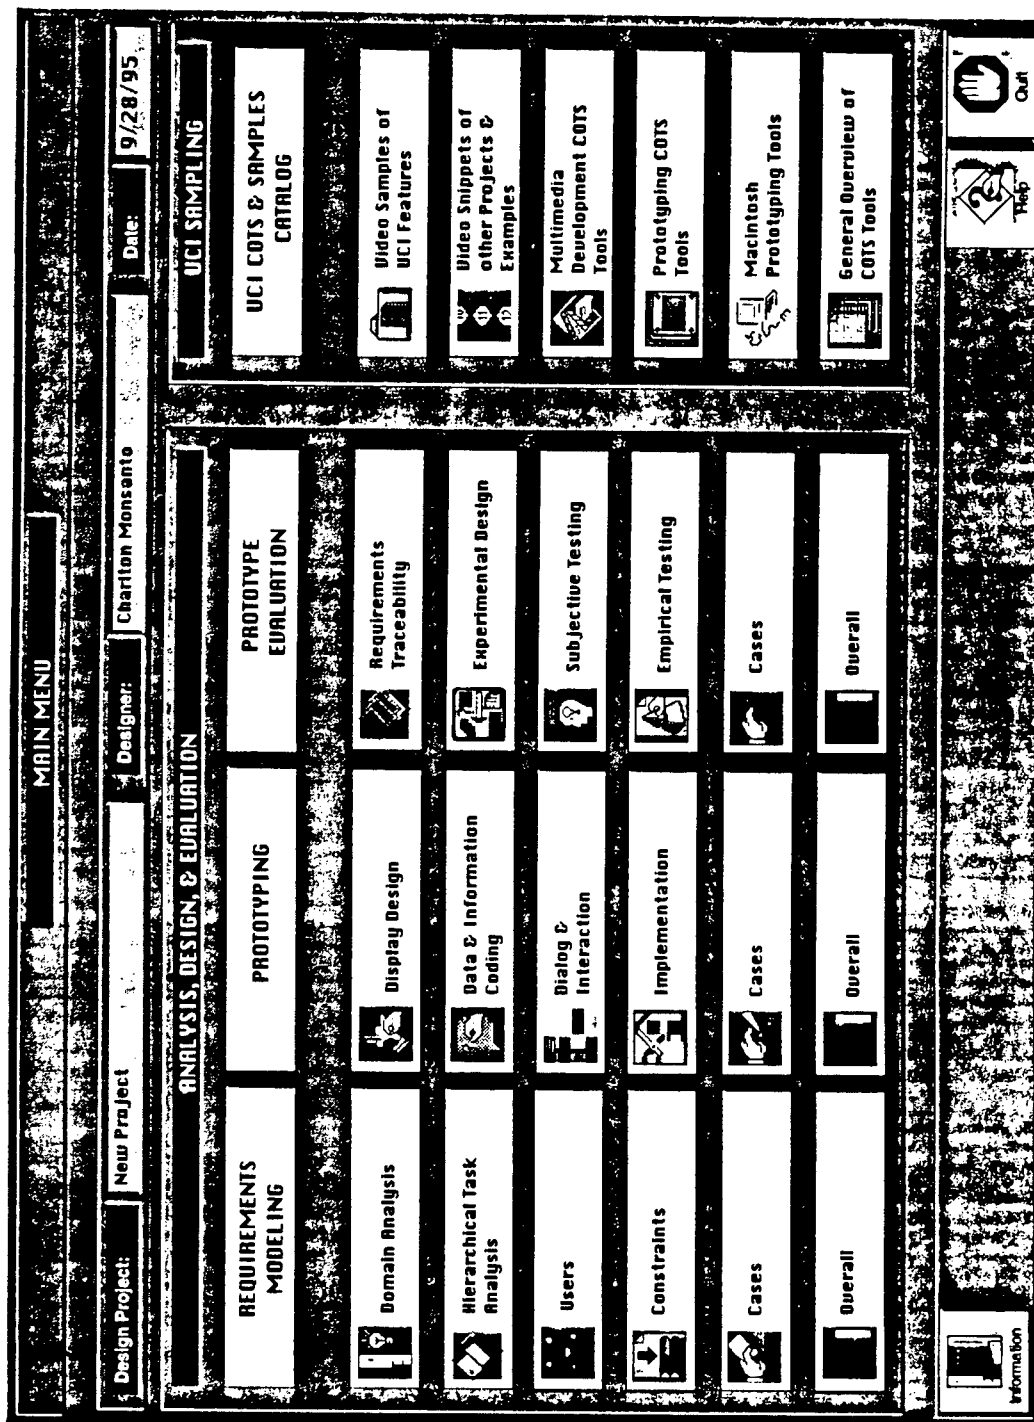 MAIN MENU
Design Project:
New Project
Designer:
Charlton Monsanto
Date:
9/28/95
ANALYSIS, DESIGN, & EVALUATION
REQUIREMENTS
MODELING
Domain Analysis
Hierarchical Task
Analysis
Users
Constraints
Cases
Overall
PROTOTYPING
Display Design
Data & Information
Coding
Dialog &
Interaction
Implementation
Cases
Overall
PROTOTYPE
EVALUATION
Requirements
Traceability
Experimental Design
Subjective Testing
Empirical Testing
Cases
Overall
UCI SAMPLING
UCI COTS & SAMPLES
CATALOG
Video Samples of
UCI Features
Video Snippets of
other Projects &
Examples
Multimedia
Development COTS
Tools
Prototyping COTS
Tools
Macintosh
Prototyping Tools
General Overview of
COTS Tools
Information
Help
Quit